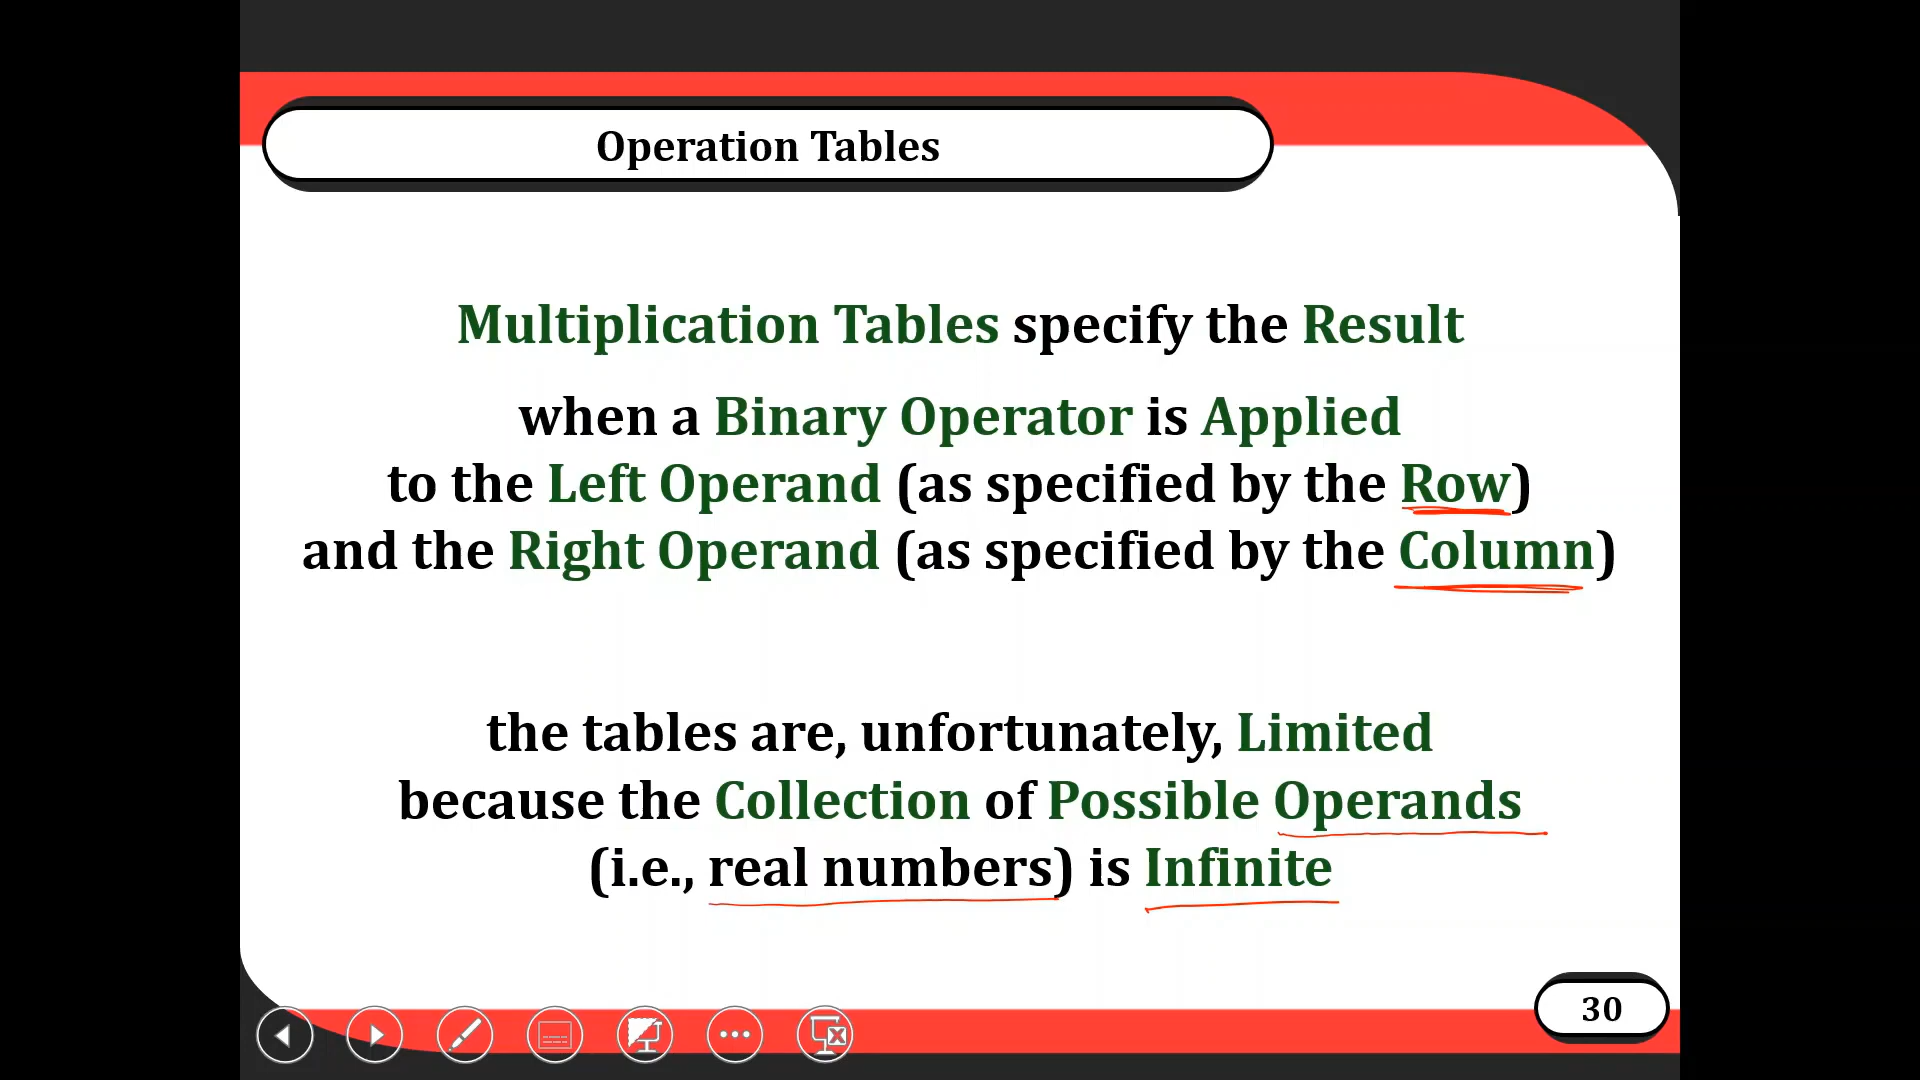 Operation Tables
Multiplication Tables specify the Result
when a Binary Operator is Applied
to the Left Operand (as specified by the Row)
and the Right Operand (as specified by the Column)
the tables are, unfortunately, Limited
because the Collection of Possible Operands
(i.e., real numbers) is Infinite
30